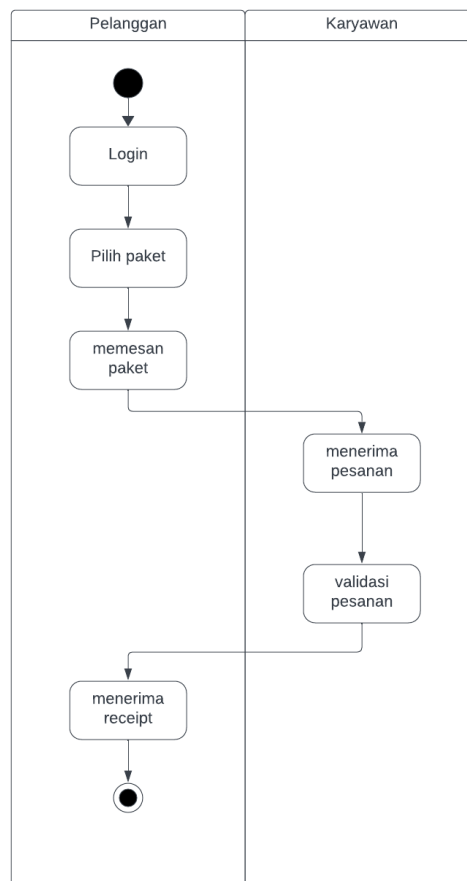 Pelanggan
Karyawan
Login
Pilih paket
memesan
paket
menerima
pesanan
validasi
pesanan
menerima
receipt